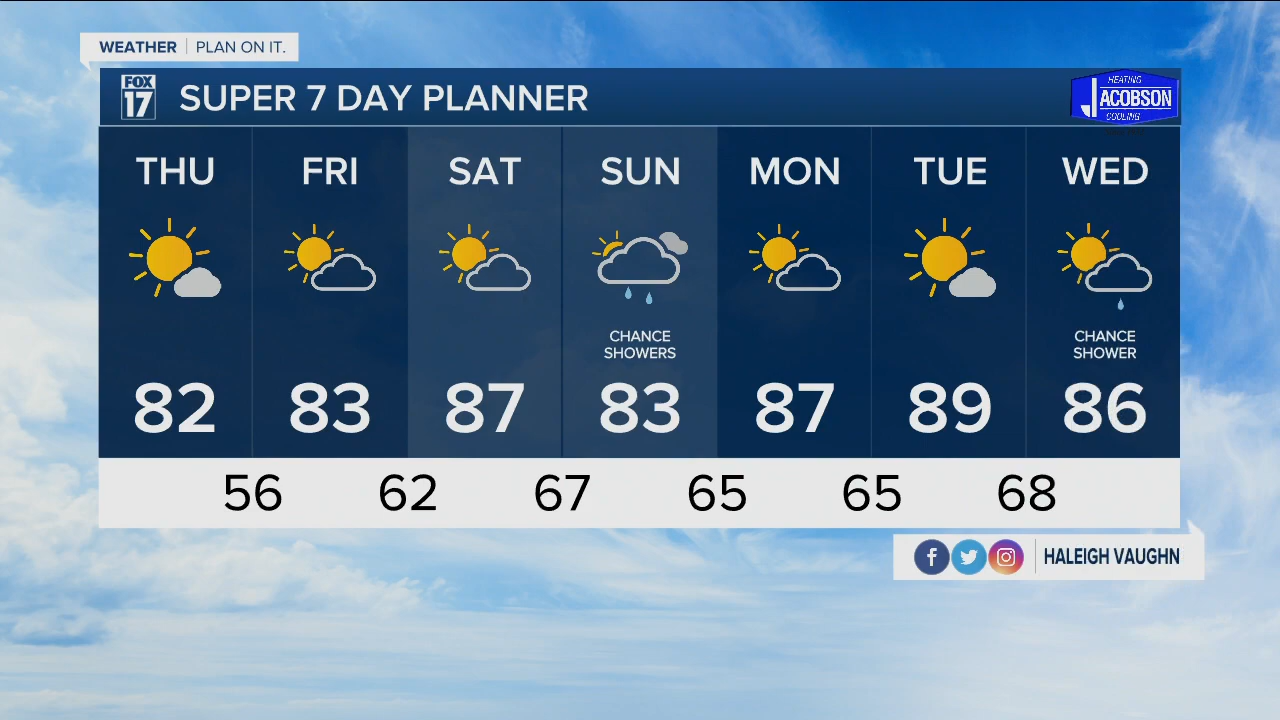 WEATHER PLAN ON IT.
FOX
17
SUPER 7 DAY PLANNER
HEATING
JACOBSON
COOLING
THU FRI SAT SUN MON TUE WED
CHANCE CHANCE
SHOWERS SHOWER
82 83 87 83 87 89 86
56 62 67 65 65 68
HALEIGH VAUGHN